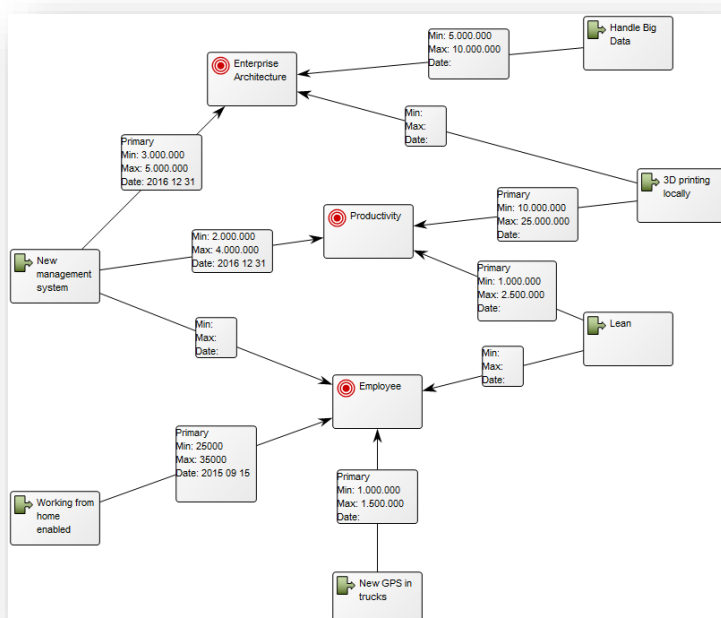 Handle Big
Data
Min: 5.000.000
Max: 10.000.000
Date:
Enterprise
Architecture
Min:
Max:
Date:
Primary
Min: 3.000.000
Max: 5.000.000
Date: 2016 12 31
3D printing
locally
Primary
Min: 10.000.000
Max: 25.000.000
Date:
Productivity
Min: 2.000.000
Max: 4.000.000
Date: 2016 12 31
New
management
system
Primary
Min: 1.000.000
Max: 2.500.000
Date:
Lean
Min:
Max:
Date:
Min:
Max:
Date:
Employee
Primary
Min: 25000
Max: 35000
Date: 2015 09 15
Working from
home
enabled
Primary
Min: 1.000.000
Max: 1.500.000
Date:
New GPS in
trucks